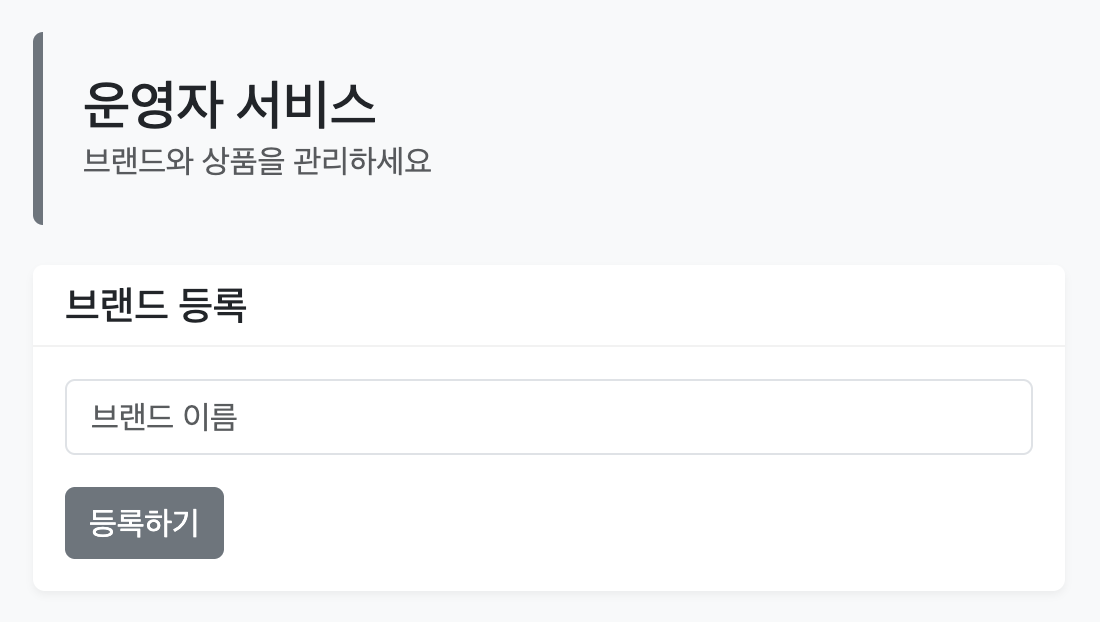 운영자 서비스
브랜드와 상품을 관리하세요
브랜드 등록
브랜드 이름
등록하기